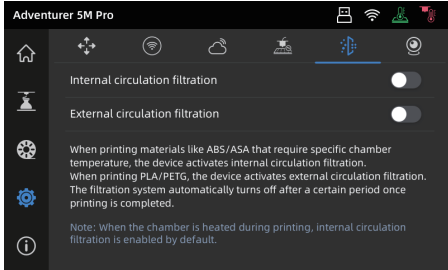 Adventurer 5M Pro
Internal circulation filtration
External circulation filtration
When printing materials like ABS/ASA that require specific chamber
temperature, the device activates internal circulation filtration.
When printing PLA/PETG, the device activates external circulation filtration.
The filtration system automatically turns off after a certain period once
printing is completed.
Note: When the chamber is heated during printing, internal circulation
filtration is enabled by default.